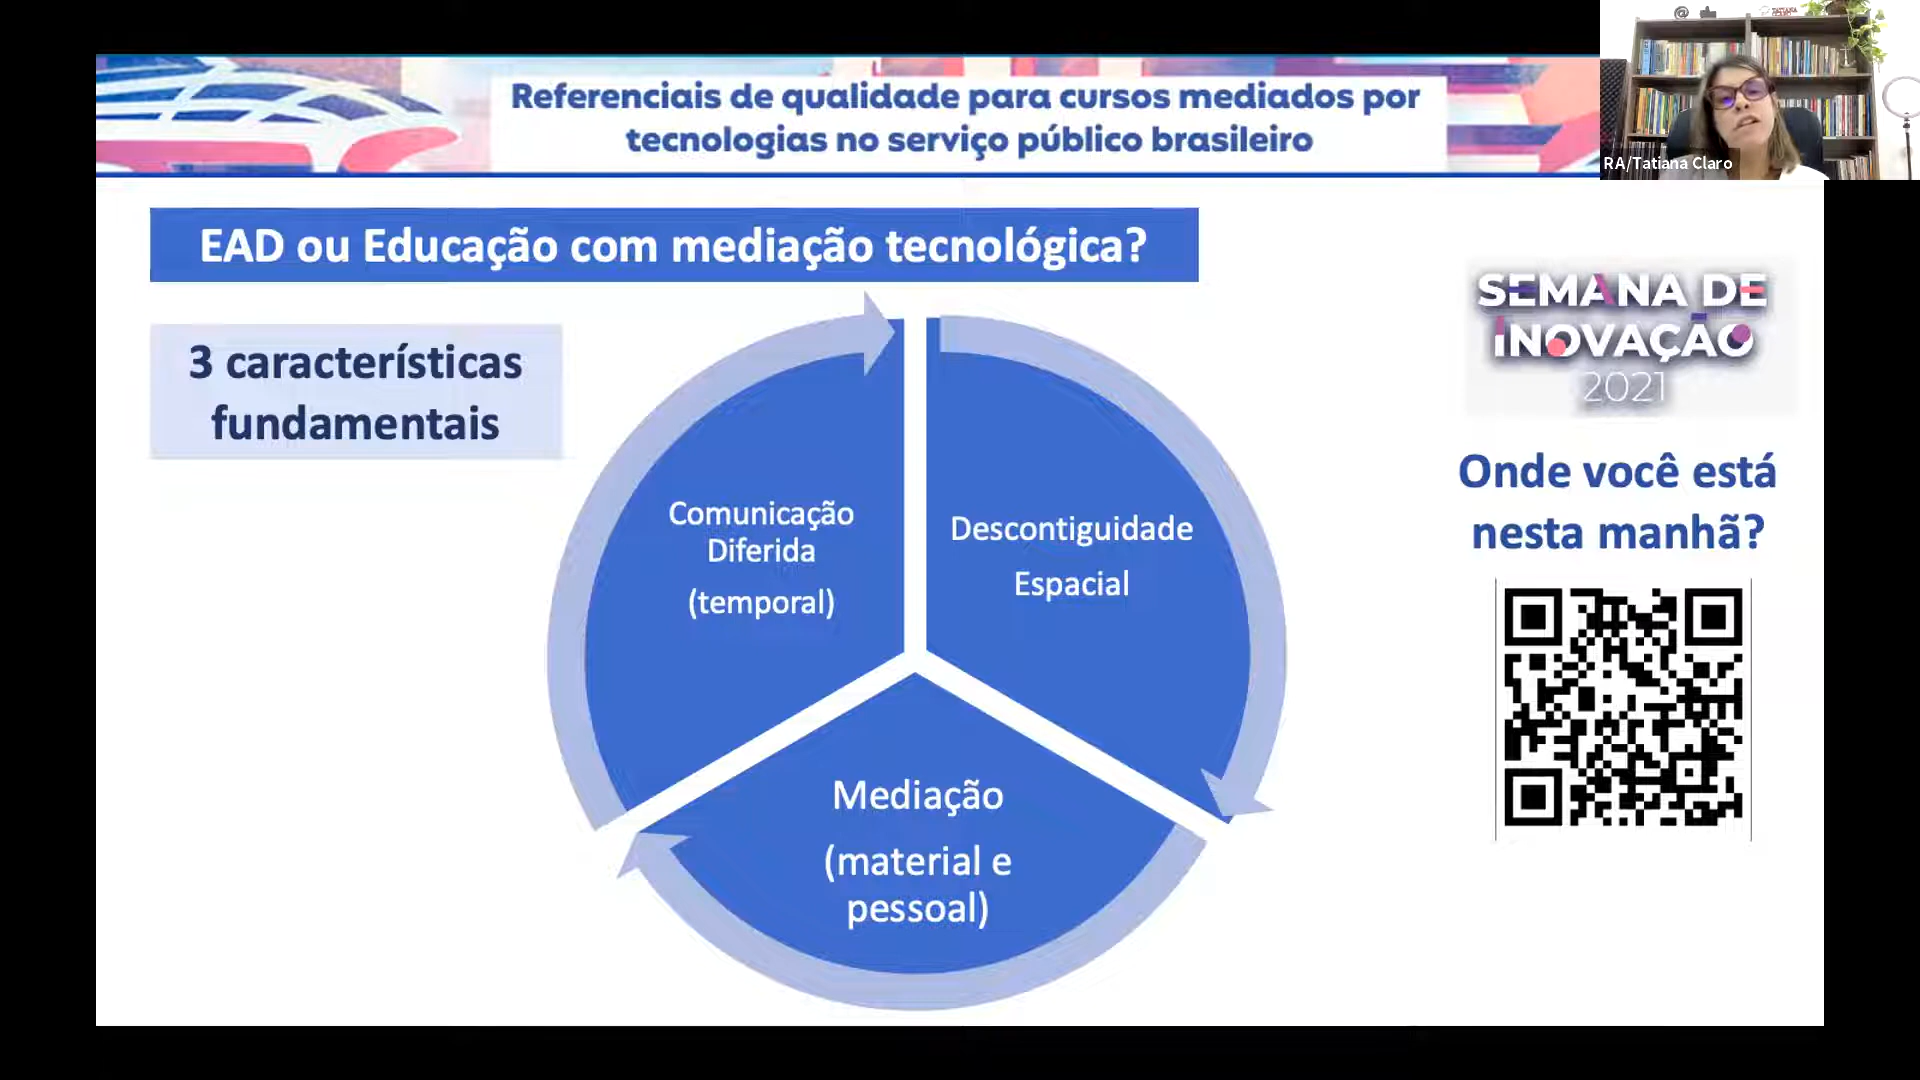 Referenciais de qualidade para cursos mediados por
tecnologias no serviço público brasileiro
RA/Tatiana Claro
EAD ou Educação com mediação tecnológica?
3 características
fundamentais
Comunicação
Diferida
(temporal)
Descontiguidade
Espacial
Mediação
(material e
pessoal)
SEMANA DE
INOVAÇÃO
2021
Onde você está
nesta manhã?